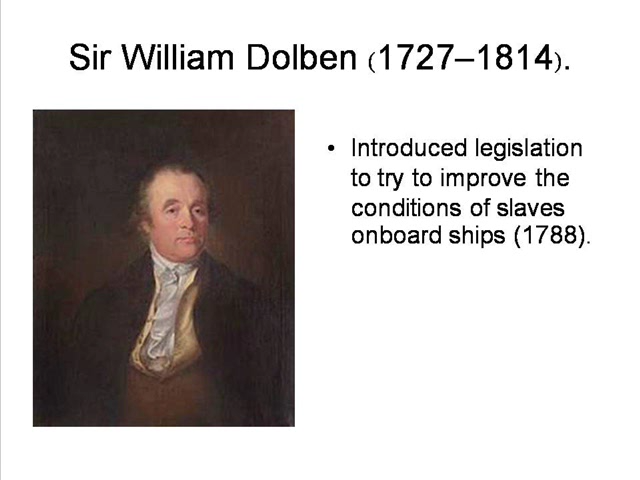 Sir William Dolben (1727–1814).
• Introduced legislation
to try to improve the
conditions of slaves
onboard ships (1788).